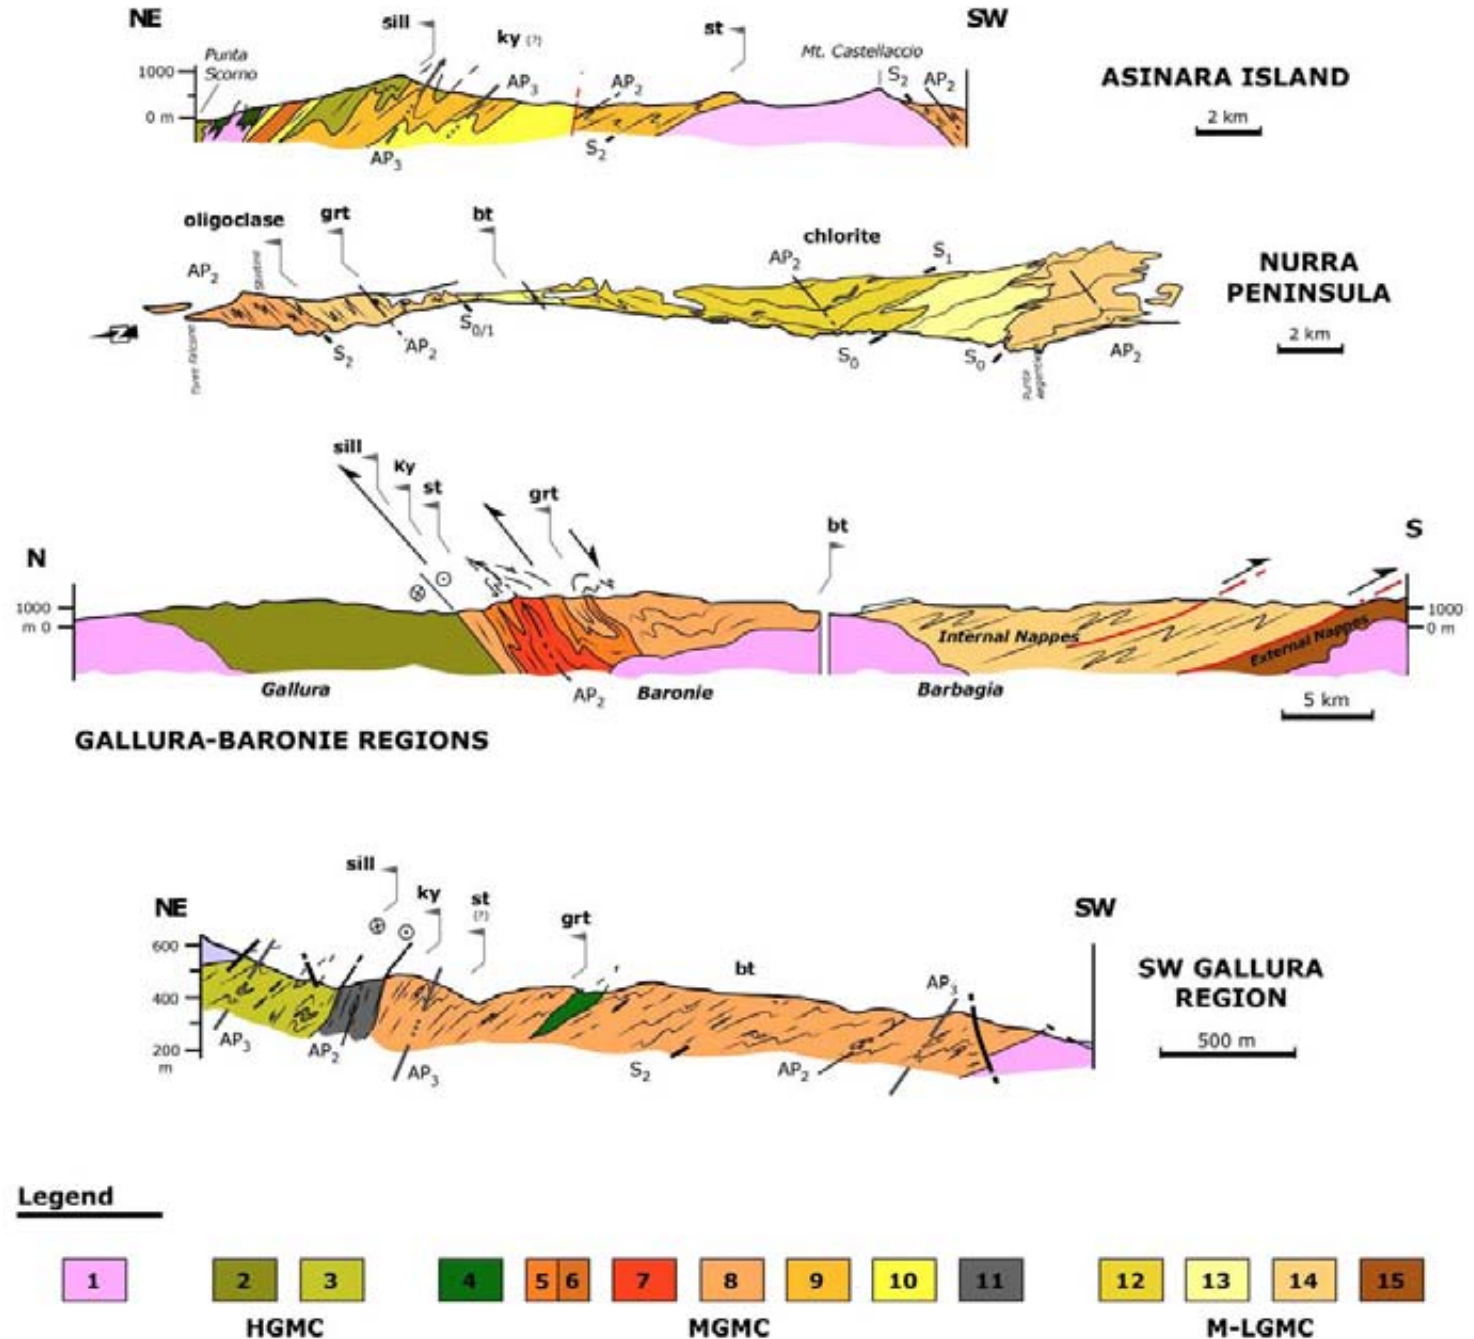 NE
sill
ky (?)
st
SW
Punta
Scorno
Mt. Castellaccio
1000
0 m
AP3
AP2
S2
AP2
AP3
S2
ASINARA ISLAND
2 km
oligoclase
grt
bt
chlorite
S1
AP2
AP2
Stintino
S0/1
AP2
S2
S0
S0
AP2
Punta
Argentiera
Torre Falcone
NURRA
PENINSULA
2 km
sill
Ky
st
grt
bt
N
S
1000
m 0
1000
0 m
Internal Nappes
External Nappes
Gallura
AP2
Baronie
Barbagia
5 km
GALLURA-BARONIE REGIONS
sill
ky
st
(?)
grt
bt
NE
SW
600
400
200
m
AP3
AP2
AP3
S2
AP2
AP3
SW GALLURA
REGION
500 m
Legend
1 2 3 4 5 6 7 8 9 10 11 12 13 14 15
HGMC MGMC M-LGMC